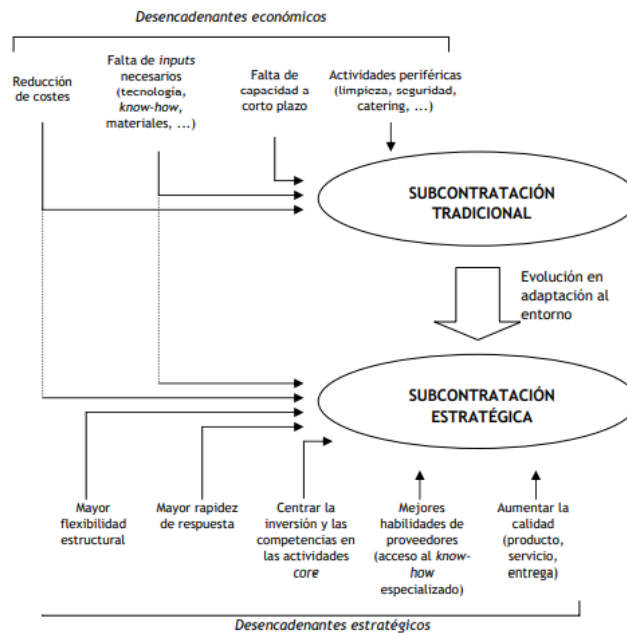 Desencadenantes económicos
Reducción
de costes
Falta de inputs
necesarios
(tecnología,
know-how,
materiales, ...)
Falta de
capacidad a
corto plazo
Actividades periféricas
(limpieza, seguridad,
catering, ...)
SUBCONTRATACIÓN
TRADICIONAL
Evolución en
adaptación al
entorno
SUBCONTRATACIÓN
ESTRATÉGICA
Mayor
flexibilidad
estructural
Mayor rapidez
de respuesta
Centrar la
inversión y las
competencias en
las actividades
core
Mejores
habilidades de
proveedores
(acceso al know-
how
especializado)
Aumentar la
calidad
(producto,
servicio,
entrega)
Desencadenantes estratégicos